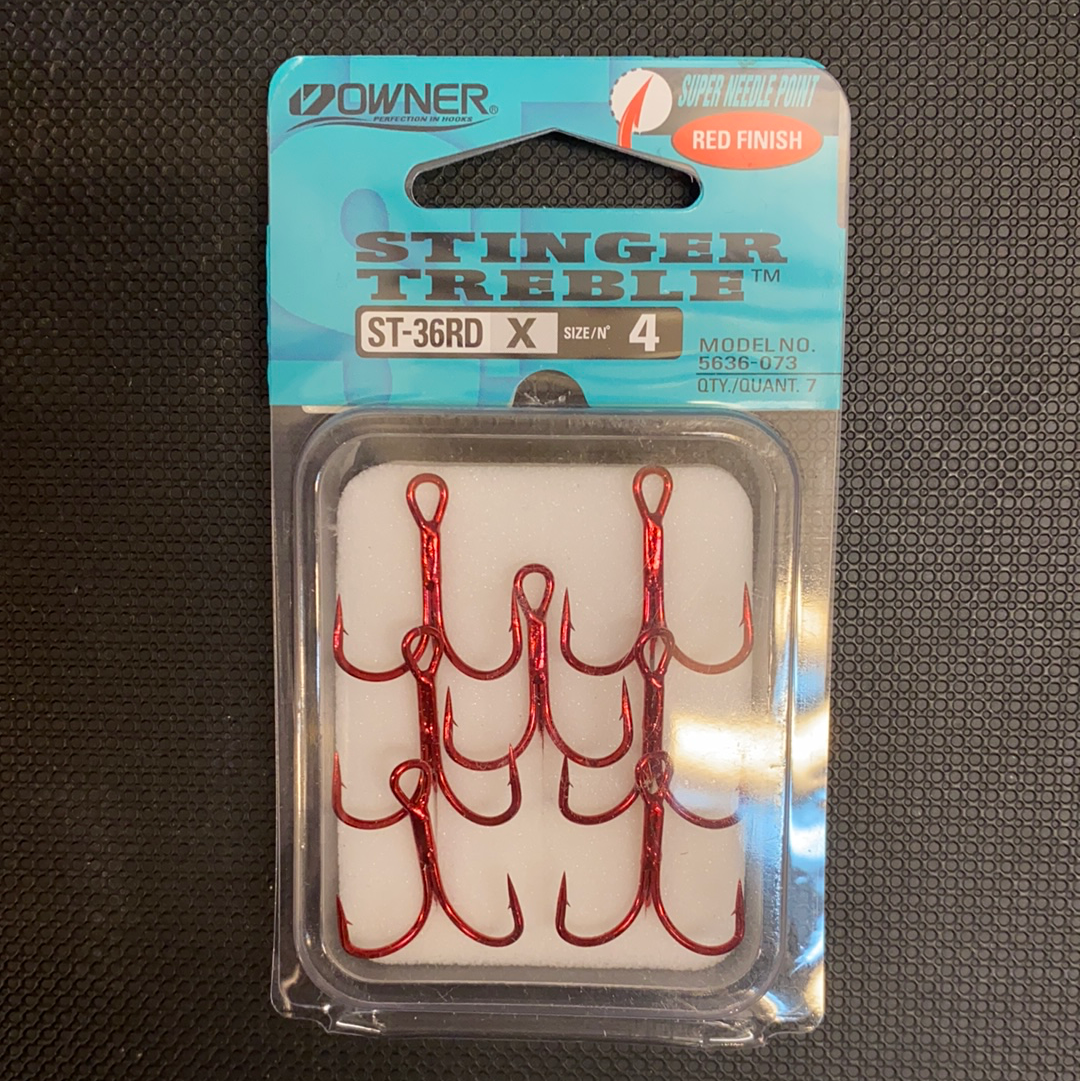 OWNER®
PERFECTION IN HOOKS
SUPER NEEDLE POINT
RED FINISH
STINGER
TREBLE™
ST-36RD X SIZE/N° 4
MODEL NO.
5636-073
QTY./QUANT. 7